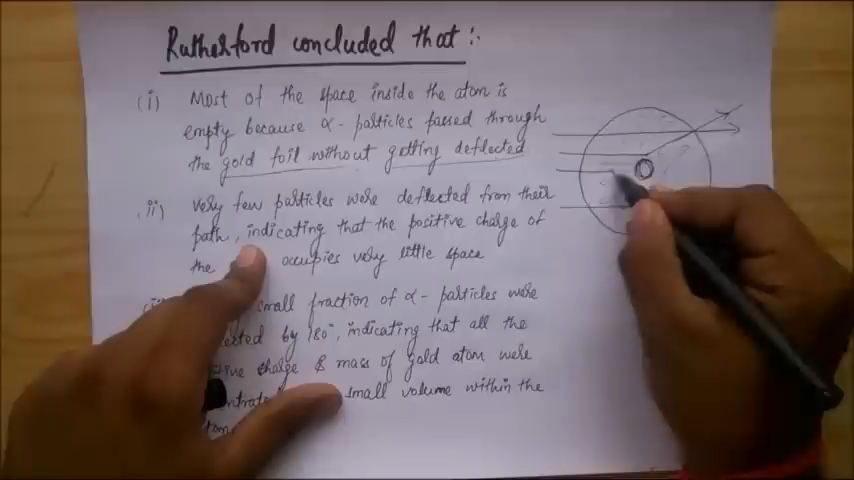 Rutherford concluded that :-
(i) Most of the space inside the atom is
empty because α- particles passed through
the gold foil without getting deflected
ii) Very few particles were deflected from their
path, indicating that the positive charge of
the occupies very little space
small fraction of α- particles were
by 180°, indicating that all the
charge & mass of gold atom were
small volume within the